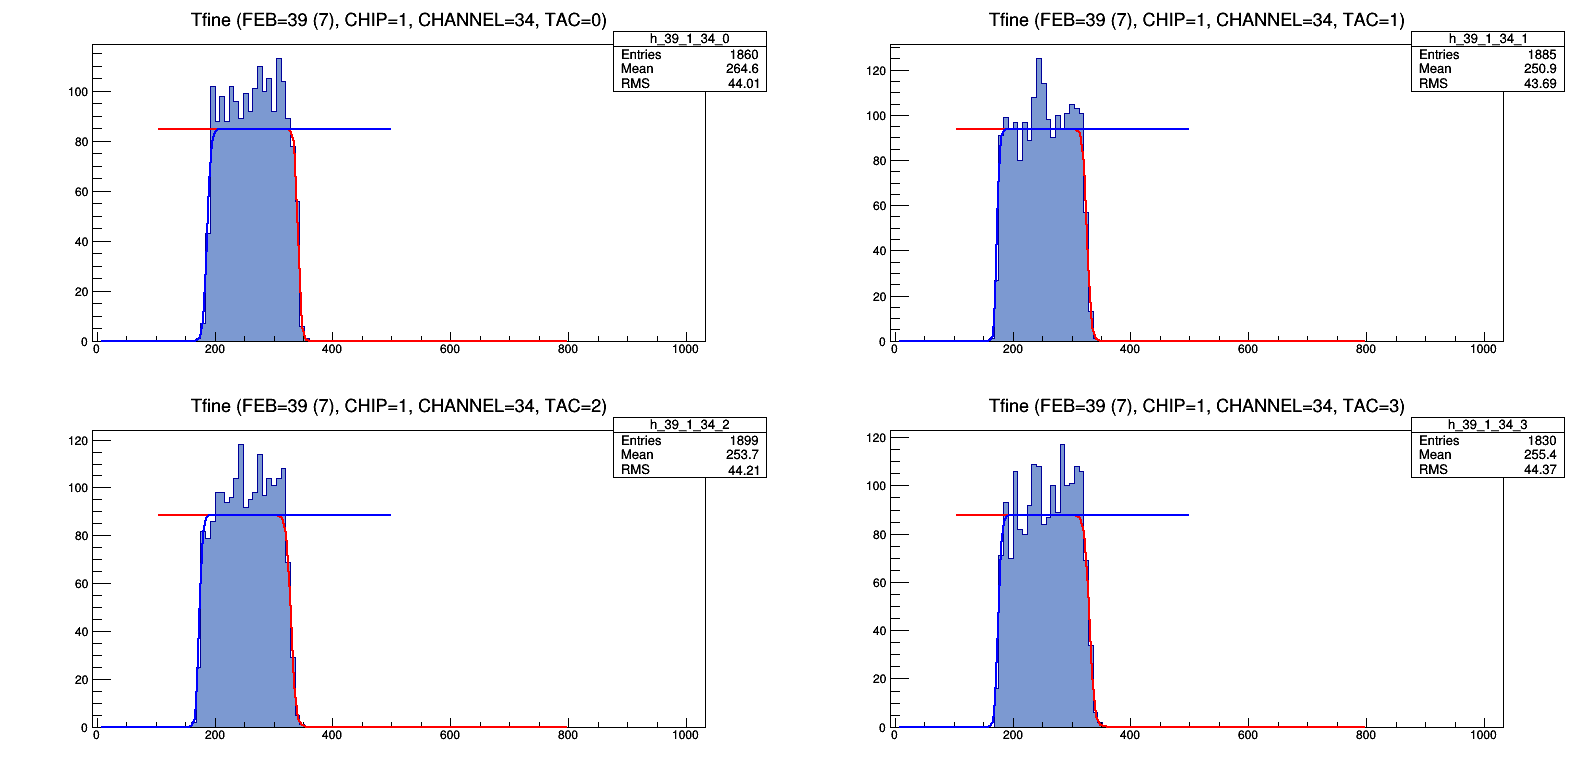 Tfine (FEB=39 (7), CHIP=1, CHANNEL=34, TAC=0)
h_39_1_34_0
Entries 1860
Mean 264.6
RMS 44.01
100
80
60
40
20
0
0 200 400 600 800 1000
Tfine (FEB=39 (7), CHIP=1, CHANNEL=34, TAC=1)
h_39_1_34_1
Entries 1885
Mean 250.9
RMS 43.69
120
100
80
60
40
20
0
0 200 400 600 800 1000
Tfine (FEB=39 (7), CHIP=1, CHANNEL=34, TAC=2)
h_39_1_34_2
Entries 1899
Mean 253.7
RMS 44.21
120
100
80
60
40
20
0
0 200 400 600 800 1000
Tfine (FEB=39 (7), CHIP=1, CHANNEL=34, TAC=3)
h_39_1_34_3
Entries 1830
Mean 255.4
RMS 44.37
120
100
80
60
40
20
0
0 200 400 600 800 1000